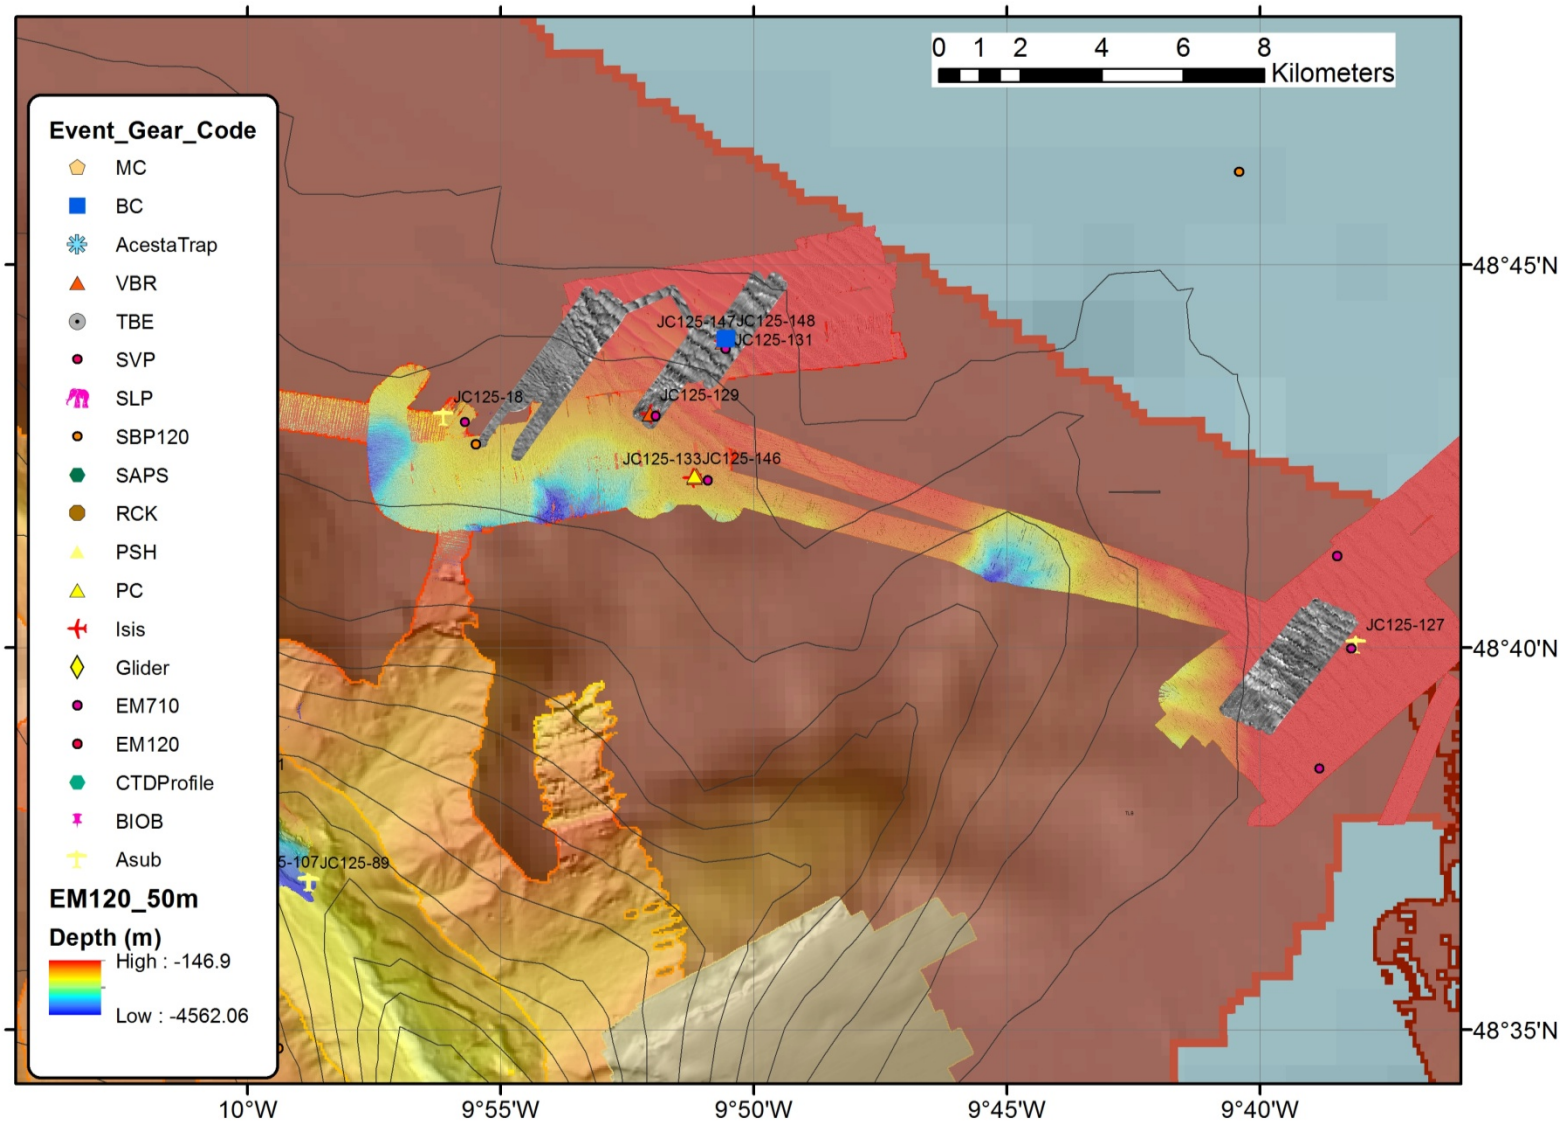 0 1 2 4 6 8
Kilometers
Event_Gear_Code
MC
BC
AcestaTrap
VBR
TBE
SVP
SLP
SBP120
SAPS
RCK
PSH
PC
Isis
Glider
EM710
EM120
CTDProfile
BIOB
Asub
EM120_50m
Depth (m)
High : -146.9
Low : -4562.06
48°45'N
JC125-147JC125-148
JC125-131
JC125-18
JC125-129
JC125-133JC125-146
JC125-127
48°40'N
5-107JC125-89
48°35'N
10°'W 9°55'W 9°50'W 9°45'W 9°40'W